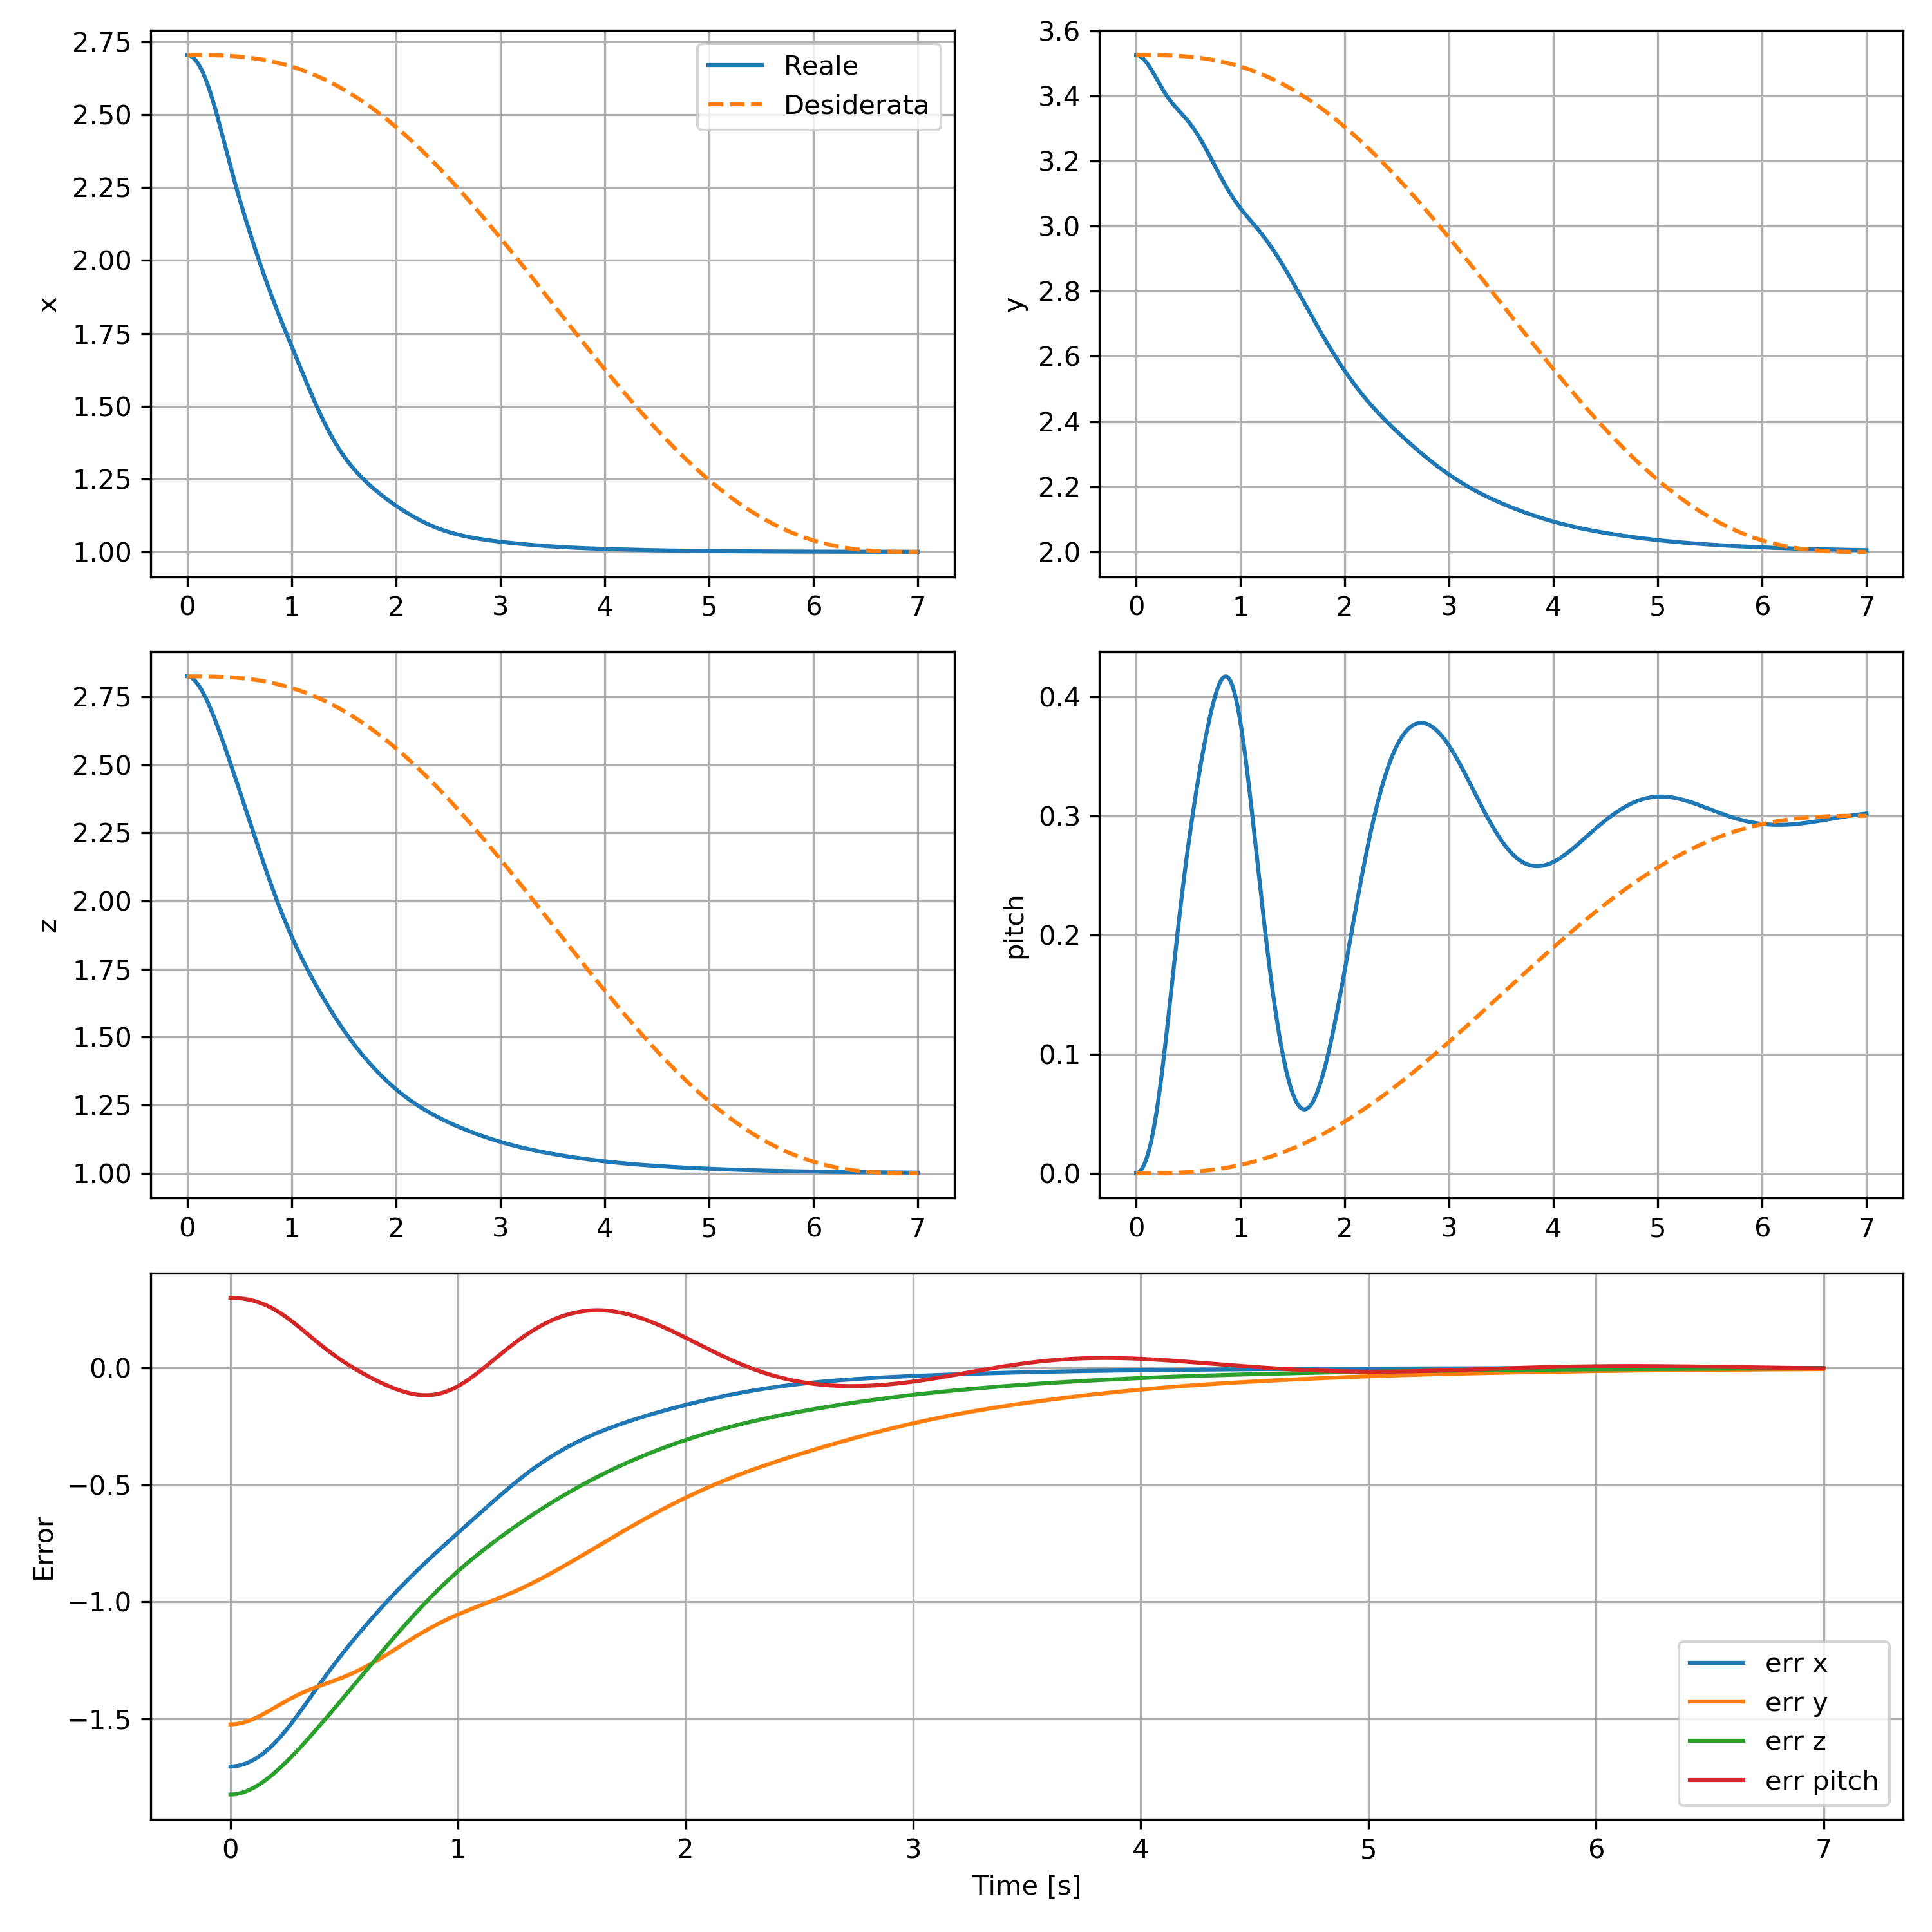 2.75
2.50
2.25
2.00
1.75
1.50
1.25
1.00
x
0 1 2 3 4 5 6 7
Reale
Desiderata
3.6
3.4
3.2
3.0
2.8
2.6
2.4
2.2
2.0
y
0 1 2 3 4 5 6 7
2.75
2.50
2.25
2.00
1.75
1.50
1.25
1.00
z
0 1 2 3 4 5 6 7
0.4
0.3
0.2
0.1
0.0
pitch
0 1 2 3 4 5 6 7
0.0
−0.5
−1.0
−1.5
Error
err x
err y
err z
err pitch
0 1 2 3 4 5 6 7
Time [s]